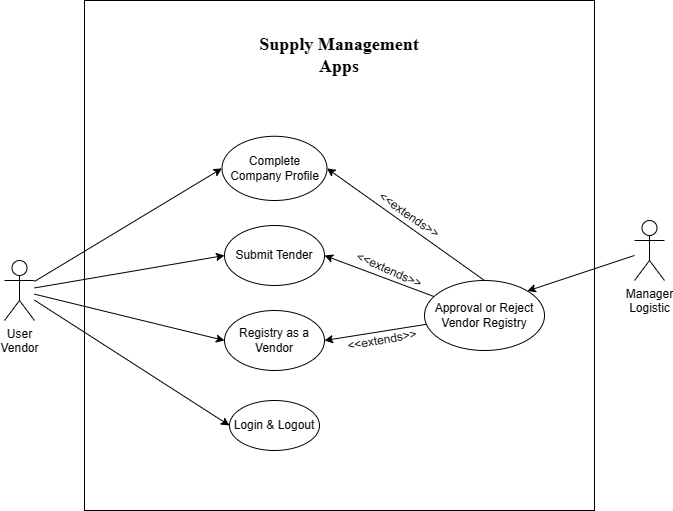 Supply Management
Apps
Complete
Company Profile
<<extends>>
Submit Tender
<<extends>>
Approval or Reject
Vendor Registry
Manager
Logistic
User
Vendor
Registry as a
Vendor
<<extends>>
Login & Logout